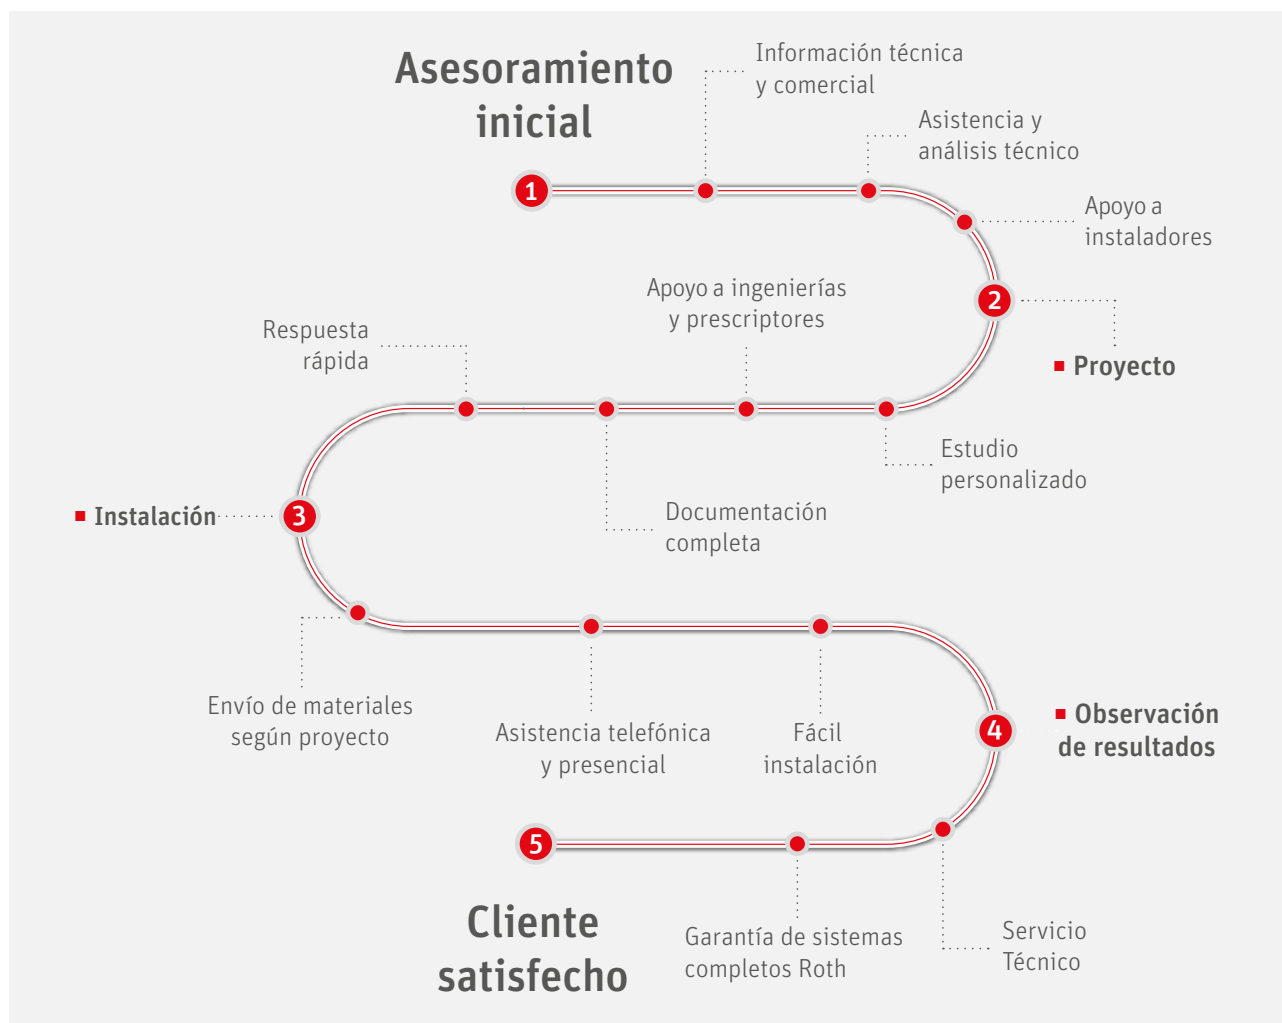 Asesoramiento
inicial
Información técnica
y comercial
Asistencia y
análisis técnico
Apoyo a
instaladores
1
2
Proyecto
Apoyo a ingenierías
y prescriptores
Respuesta
rápida
Estudio
personalizado
Documentación
completa
Instalación
3
Envío de materiales
según proyecto
Asistencia telefónica
y presencial
Fácil
instalación
4
Observación
de resultados
5
Cliente
satisfecho
Garantía de sistemas
completos Roth
Servicio
Técnico